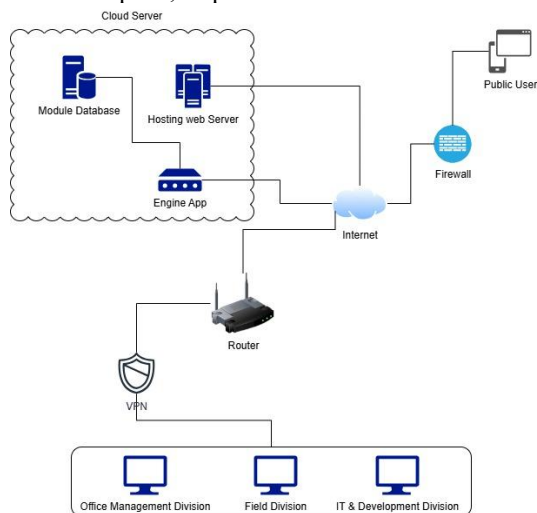 Cloud Server
Public User
Module Database
Hosting web Server
Firewall
Engine App
Internet
Router
VPN
Office Management Division
Field Division
IT & Development Division